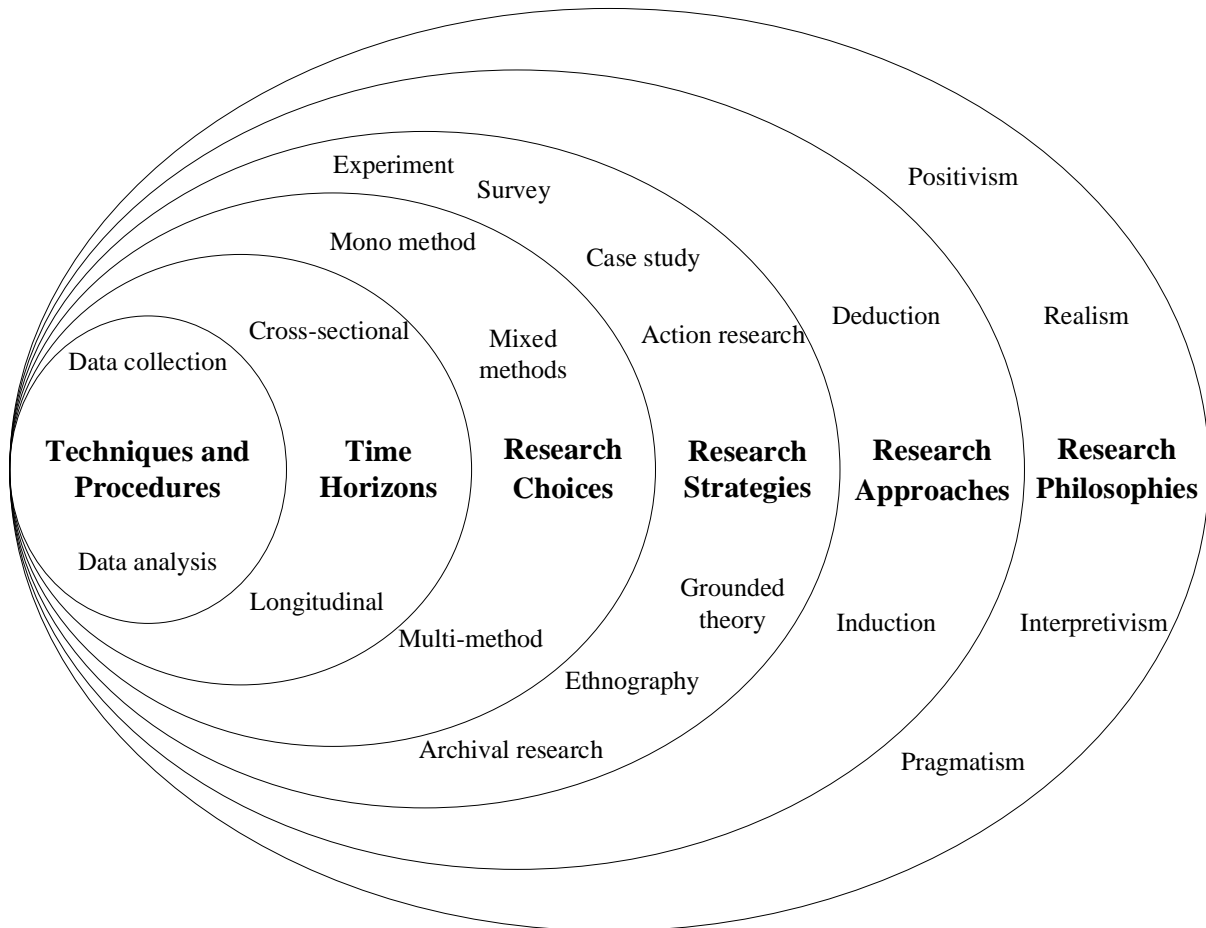 Experiment
Survey
Positivism
Mono method
Case study
Cross-sectional
Mixed
methods
Action research
Deduction
Realism
Data collection
Techniques and
Procedures
Time
Horizons
Research
Choices
Research
Strategies
Research
Approaches
Research
Philosophies
Data analysis
Longitudinal
Multi-method
Grounded
theory
Induction
Interpretivism
Ethnography
Archival research
Pragmatism